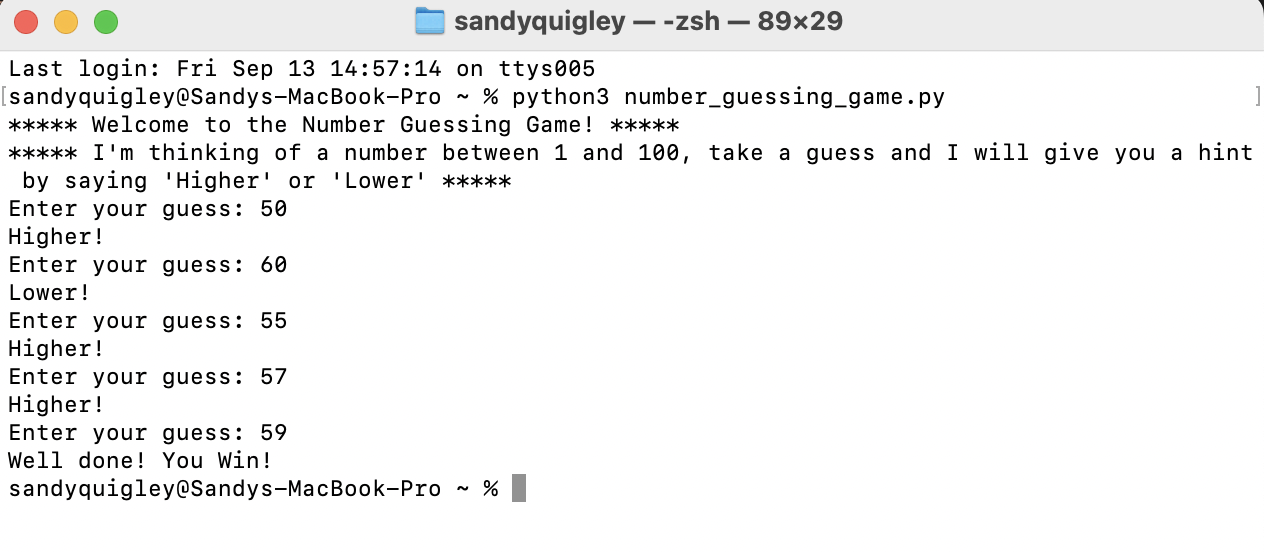 sandyquigley — -zsh — 89×29
Last login: Fri Sep 13 14:57:14 on ttys005
[sandyquigley@Sandys-MacBook-Pro ~ % python3 number_guessing_game.py ]
***** Welcome to the Number Guessing Game! *****
***** I'm thinking of a number between 1 and 100, take a guess and I will give you a hint
by saying 'Higher' or 'Lower' *****
Enter your guess: 50
Higher!
Enter your guess: 60
Lower!
Enter your guess: 55
Higher!
Enter your guess: 57
Higher!
Enter your guess: 59
Well done! You Win!
sandyquigley@Sandys-MacBook-Pro ~ %